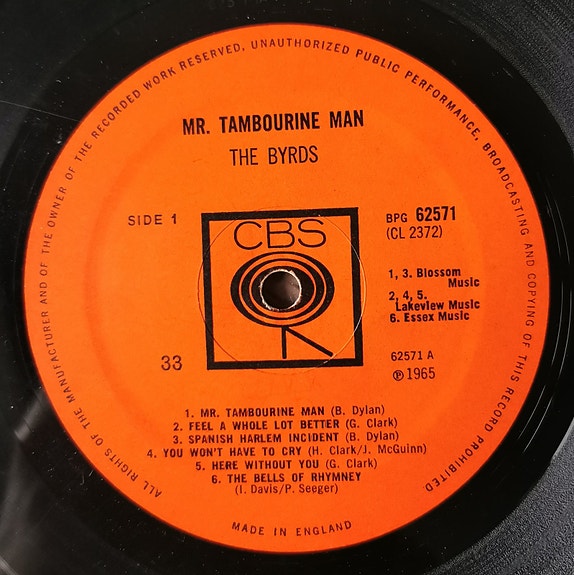 ALL RIGHTS OF THE MANUFACTURER AND OF THE OWNER OF THE RECORDED WORK RESERVED, UNAUTHORIZED PUBLIC PERFORMANCE, BROADCASTING AND COPYING OF THIS RECORD PROHIBITED
MR. TAMBOURINE MAN
THE BYRDS
SIDE 1
CBS
BPG 62571
(CL 2372)
1, 3. Blossom
Music
2, 4, 5.
Lakeview Music
6. Essex Music
33
62571 A
Ⓟ 1965
1. MR. TAMBOURINE MAN (B. Dylan)
2. FEEL A WHOLE LOT BETTER (G. Clark)
3. SPANISH HARLEM INCIDENT (B. Dylan)
4. YOU WON'T HAVE TO CRY (H. Clark/J. McGuinn)
5. HERE WITHOUT YOU (G. Clark)
6. THE BELLS OF RHYMNEY
(I. Davis/P. Seeger)
MADE IN ENGLAND